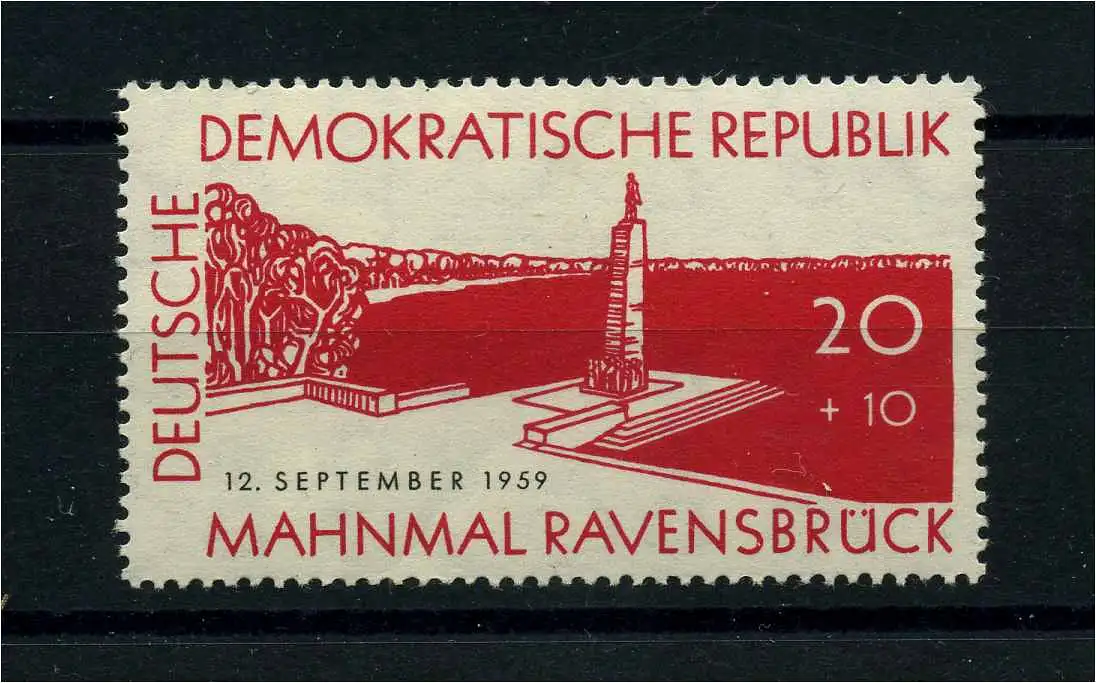 DEUTSCHE
DEMOKRATISCHE REPUBLIK
20
+ 10
12. SEPTEMBER 1959
MAHNMAL RAVENSBRÜCK